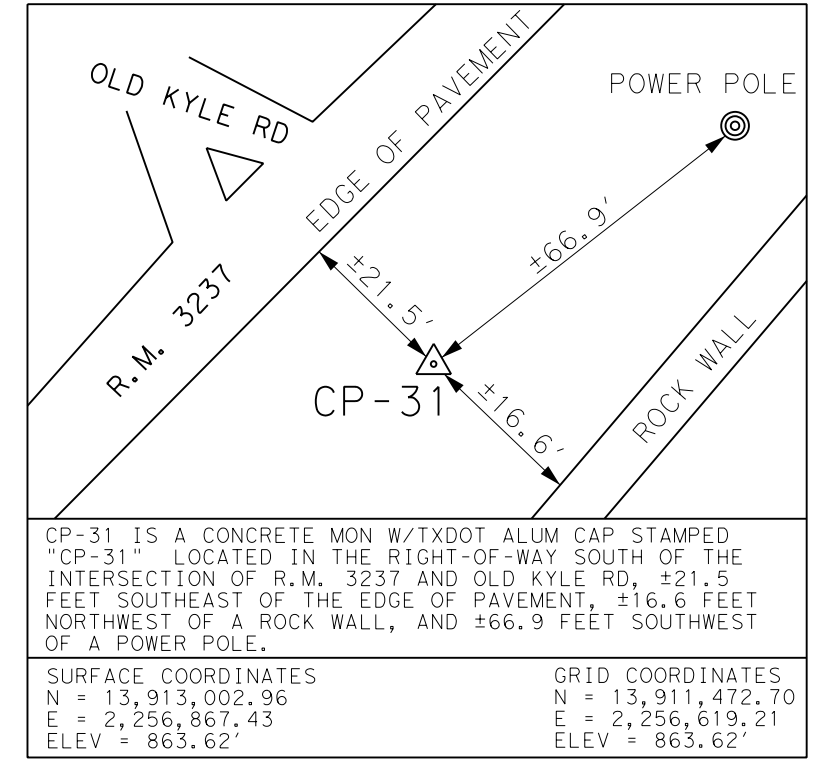 OLD KYLE RD
EDGE OF PAVEMENT
POWER POLE
±66.9'
±21.5'
R.M. 3237
CP-31
±16.6'
ROCK WALL
CP-31 IS A CONCRETE MON W/TXDOT ALUM CAP STAMPED
"CP-31" LOCATED IN THE RIGHT-OF-WAY SOUTH OF THE
INTERSECTION OF R.M. 3237 AND OLD KYLE RD, ±21.5
FEET SOUTHEAST OF THE EDGE OF PAVEMENT, ±16.6 FEET
NORTHWEST OF A ROCK WALL, AND ±66.9 FEET SOUTHWEST
OF A POWER POLE.
SURFACE COORDINATES
N = 13,913,002.96
E = 2,256,867.43
ELEV = 863.62'
GRID COORDINATES
N = 13,911,472.70
E = 2,256,619.21
ELEV = 863.62'